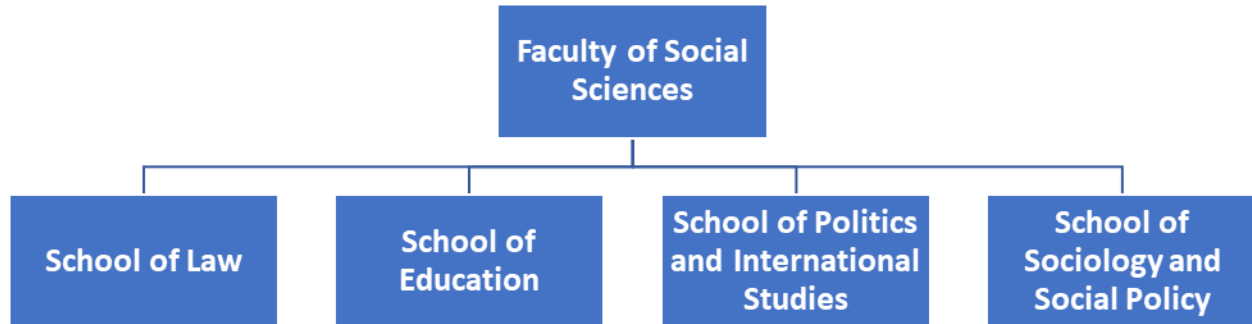 Faculty of Social
Sciences
School of Law
School of
Education
School of Politics
and International
Studies
School of
Sociology and
Social Policy